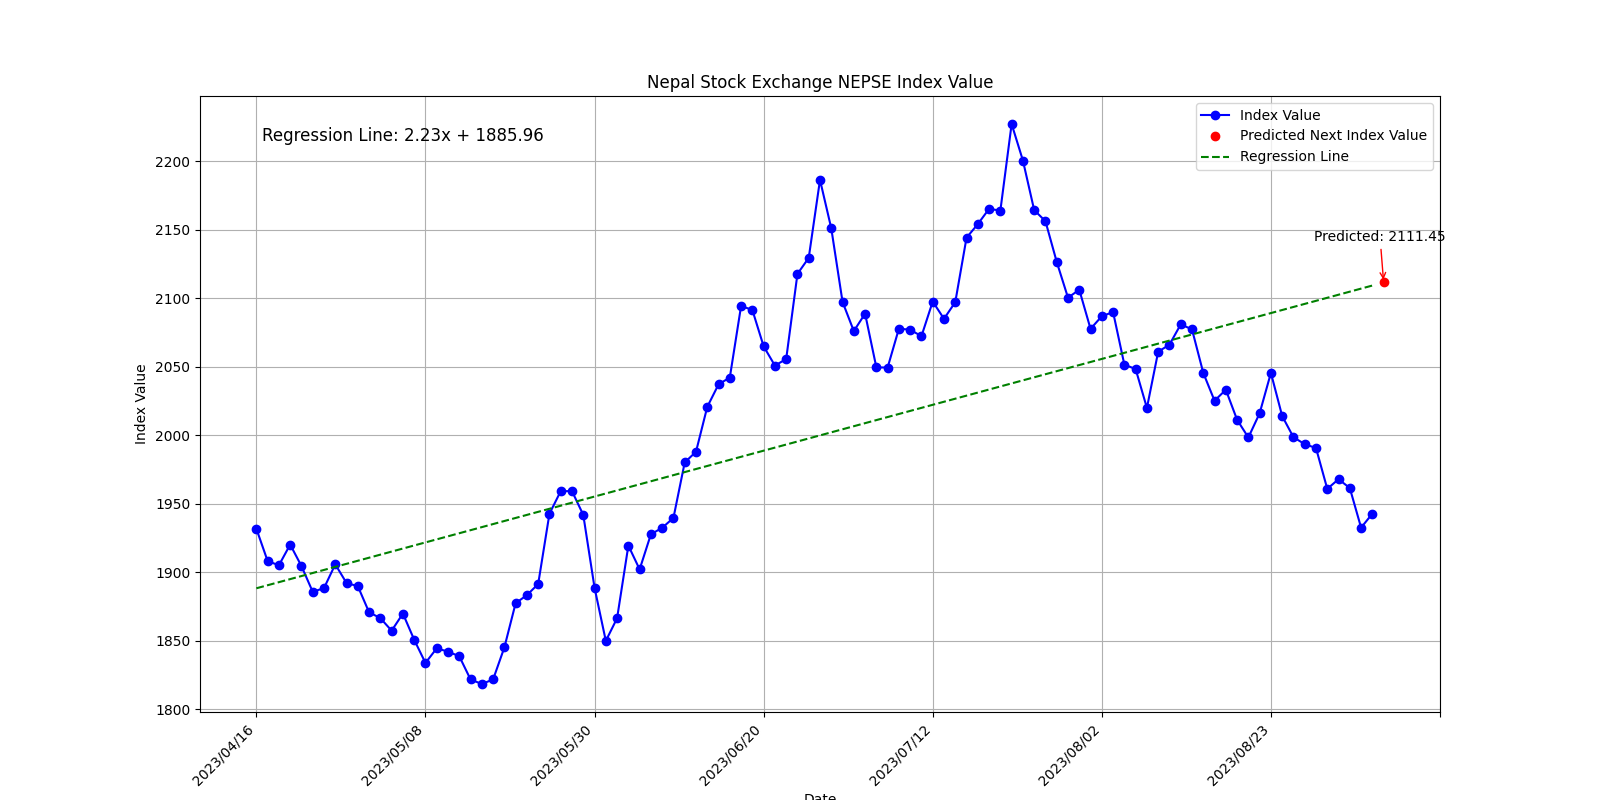 Nepal Stock Exchange NEPSE Index Value
Regression Line: 2.23x + 1885.96
Index Value
Predicted Next Index Value
Regression Line
Predicted: 2111.45
Index Value
2200
2150
2100
2050
2000
1950
1900
1850
1800
2023/04/16
2023/05/08
2023/05/30
2023/06/20
2023/07/12
2023/08/02
2023/08/23
Date